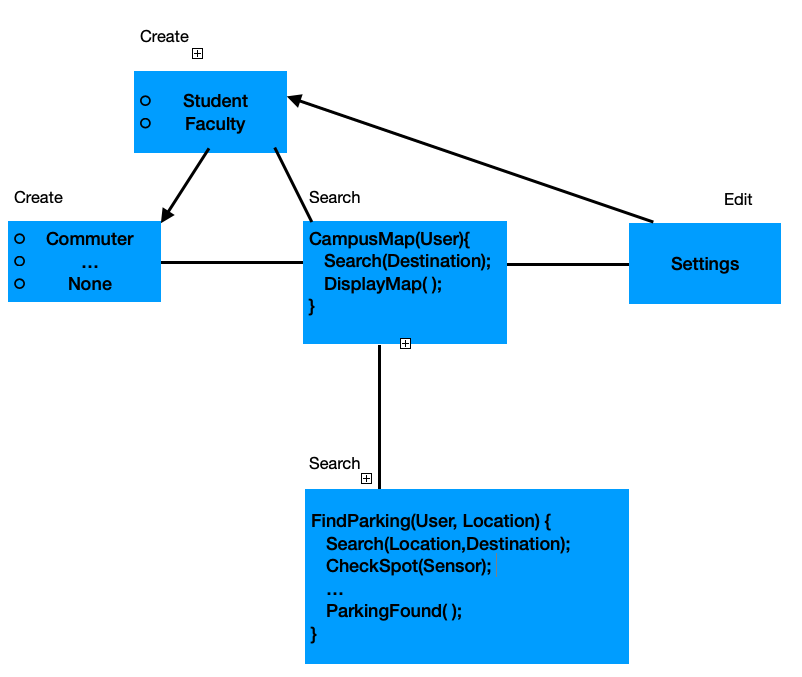 Create
Student
Faculty
Create
Commuter
...
None
Search
CampusMap(User){
Search(Destination);
DisplayMap( );
}
Edit
Settings
Search
FindParking(User, Location) {
Search(Location,Destination);
CheckSpot(Sensor);
...
ParkingFound( );
}